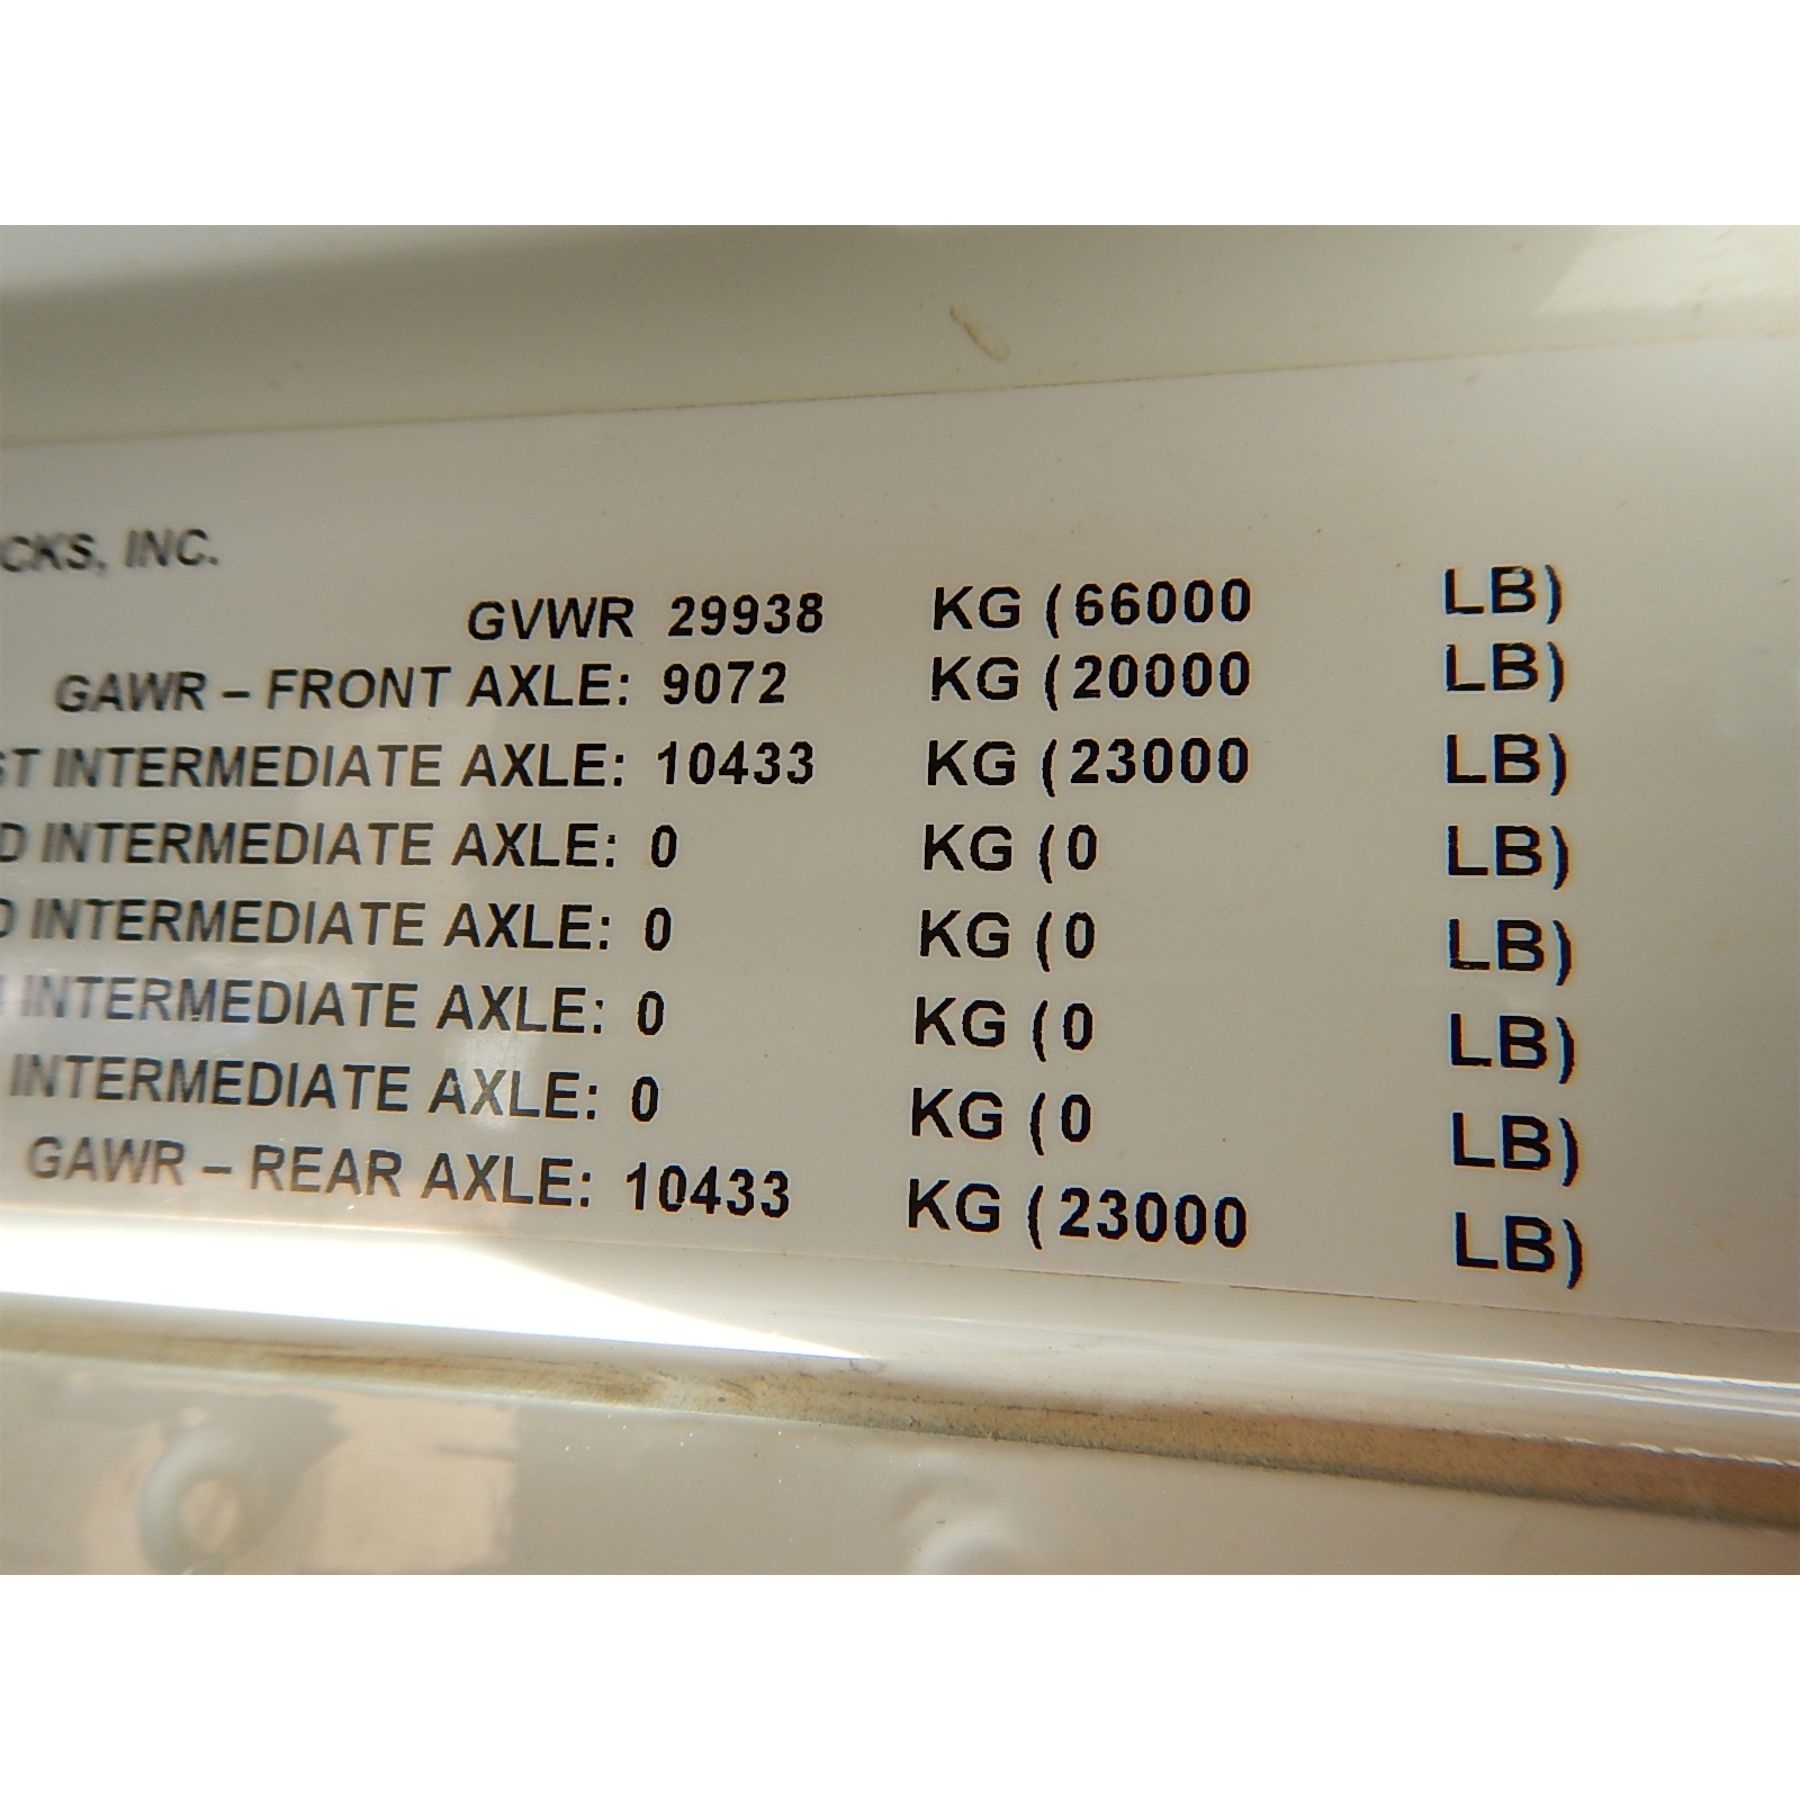 INC.
GVWR 29938 KG (66000 LB)
GAWR – FRONT AXLE: 9072 KG (20000 LB)
INTERMEDIATE AXLE: 10433 KG (23000 LB)
INTERMEDIATE AXLE: 0 KG (0 LB)
INTERMEDIATE AXLE: 0 KG (0 LB)
INTERMEDIATE AXLE: 0 KG (0 LB)
INTERMEDIATE AXLE: 0 KG (0 LB)
GAWR – REAR AXLE: 10433 KG (23000 LB)